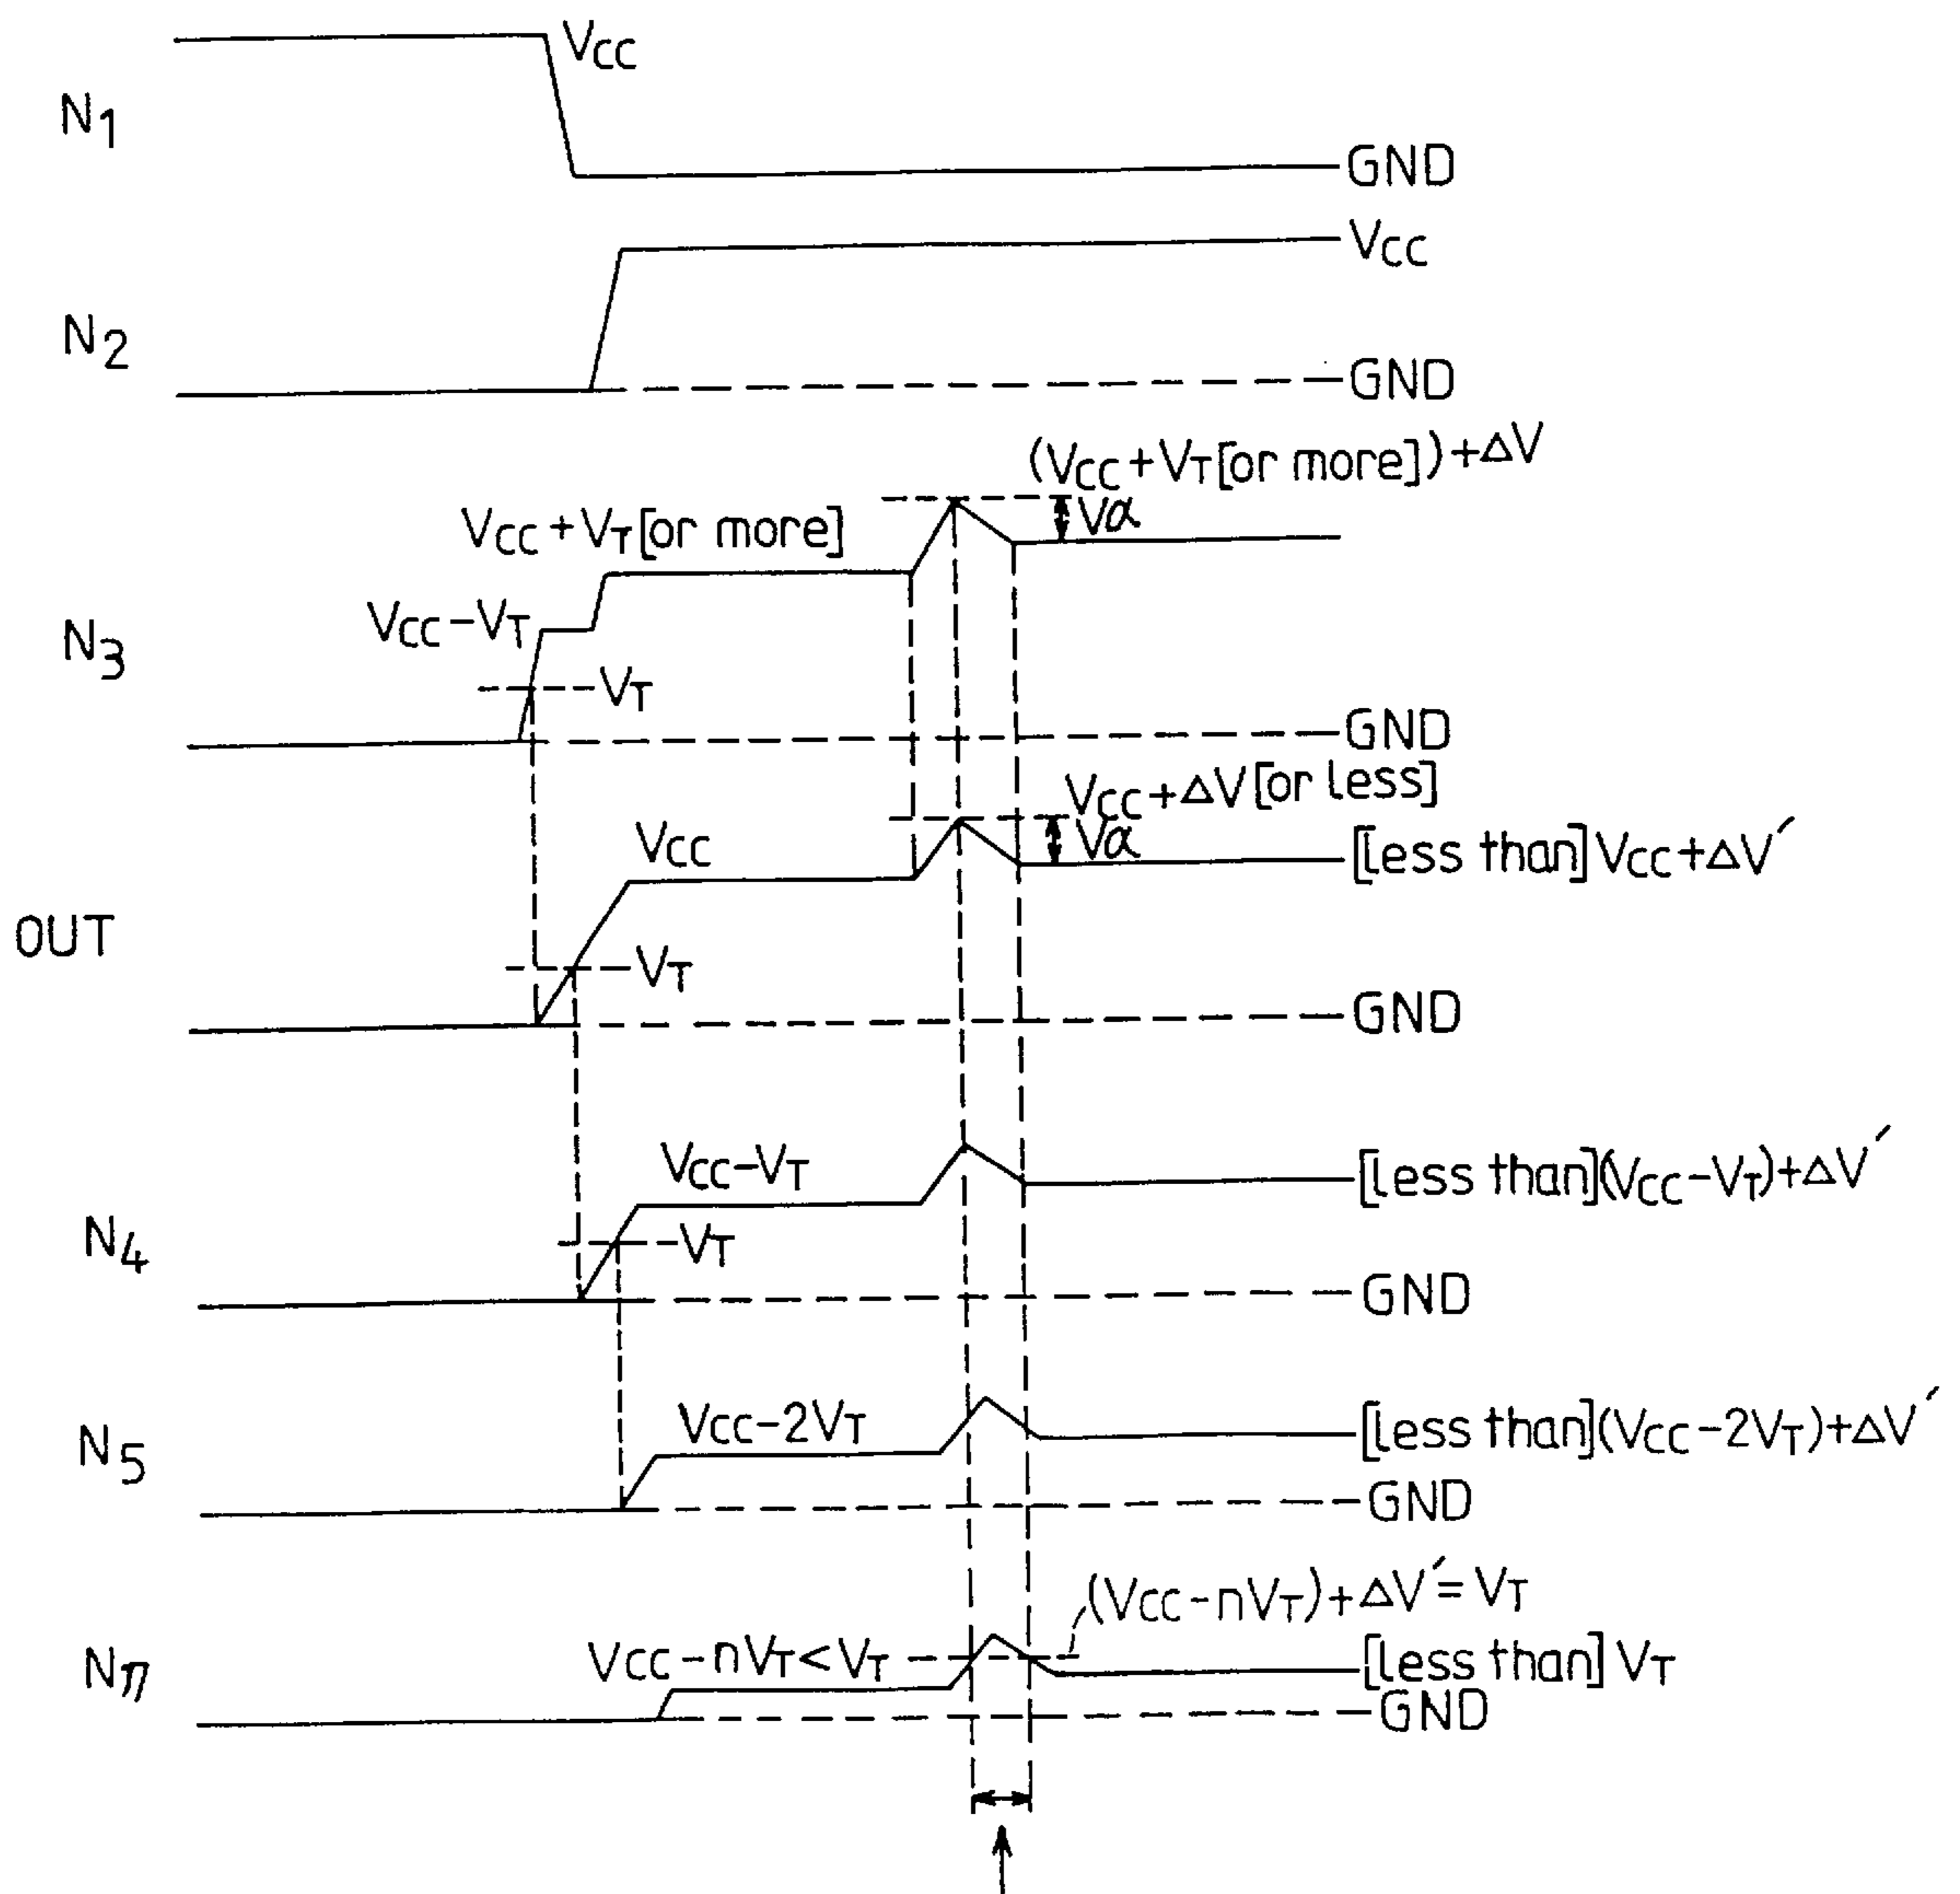 VCC
N1
GND
VCC
N2
GND
(VCC+VT[or more])+ΔV
Vα
VCC+VT[or more]
VCC-VT
N3
VT
GND
VCC+ΔV[or less]
Vα
VCC
[less than]VCC+ΔV′
OUT
VT
GND
VCC-VT
[less than](VCC-VT)+ΔV′
N4
VT
GND
VCC-2VT
[less than](VCC-2VT)+ΔV′
N5
GND
(VCC-nVT)+ΔV′=VT
VCC-nVT<VT
[less than]VT
Nη
GND